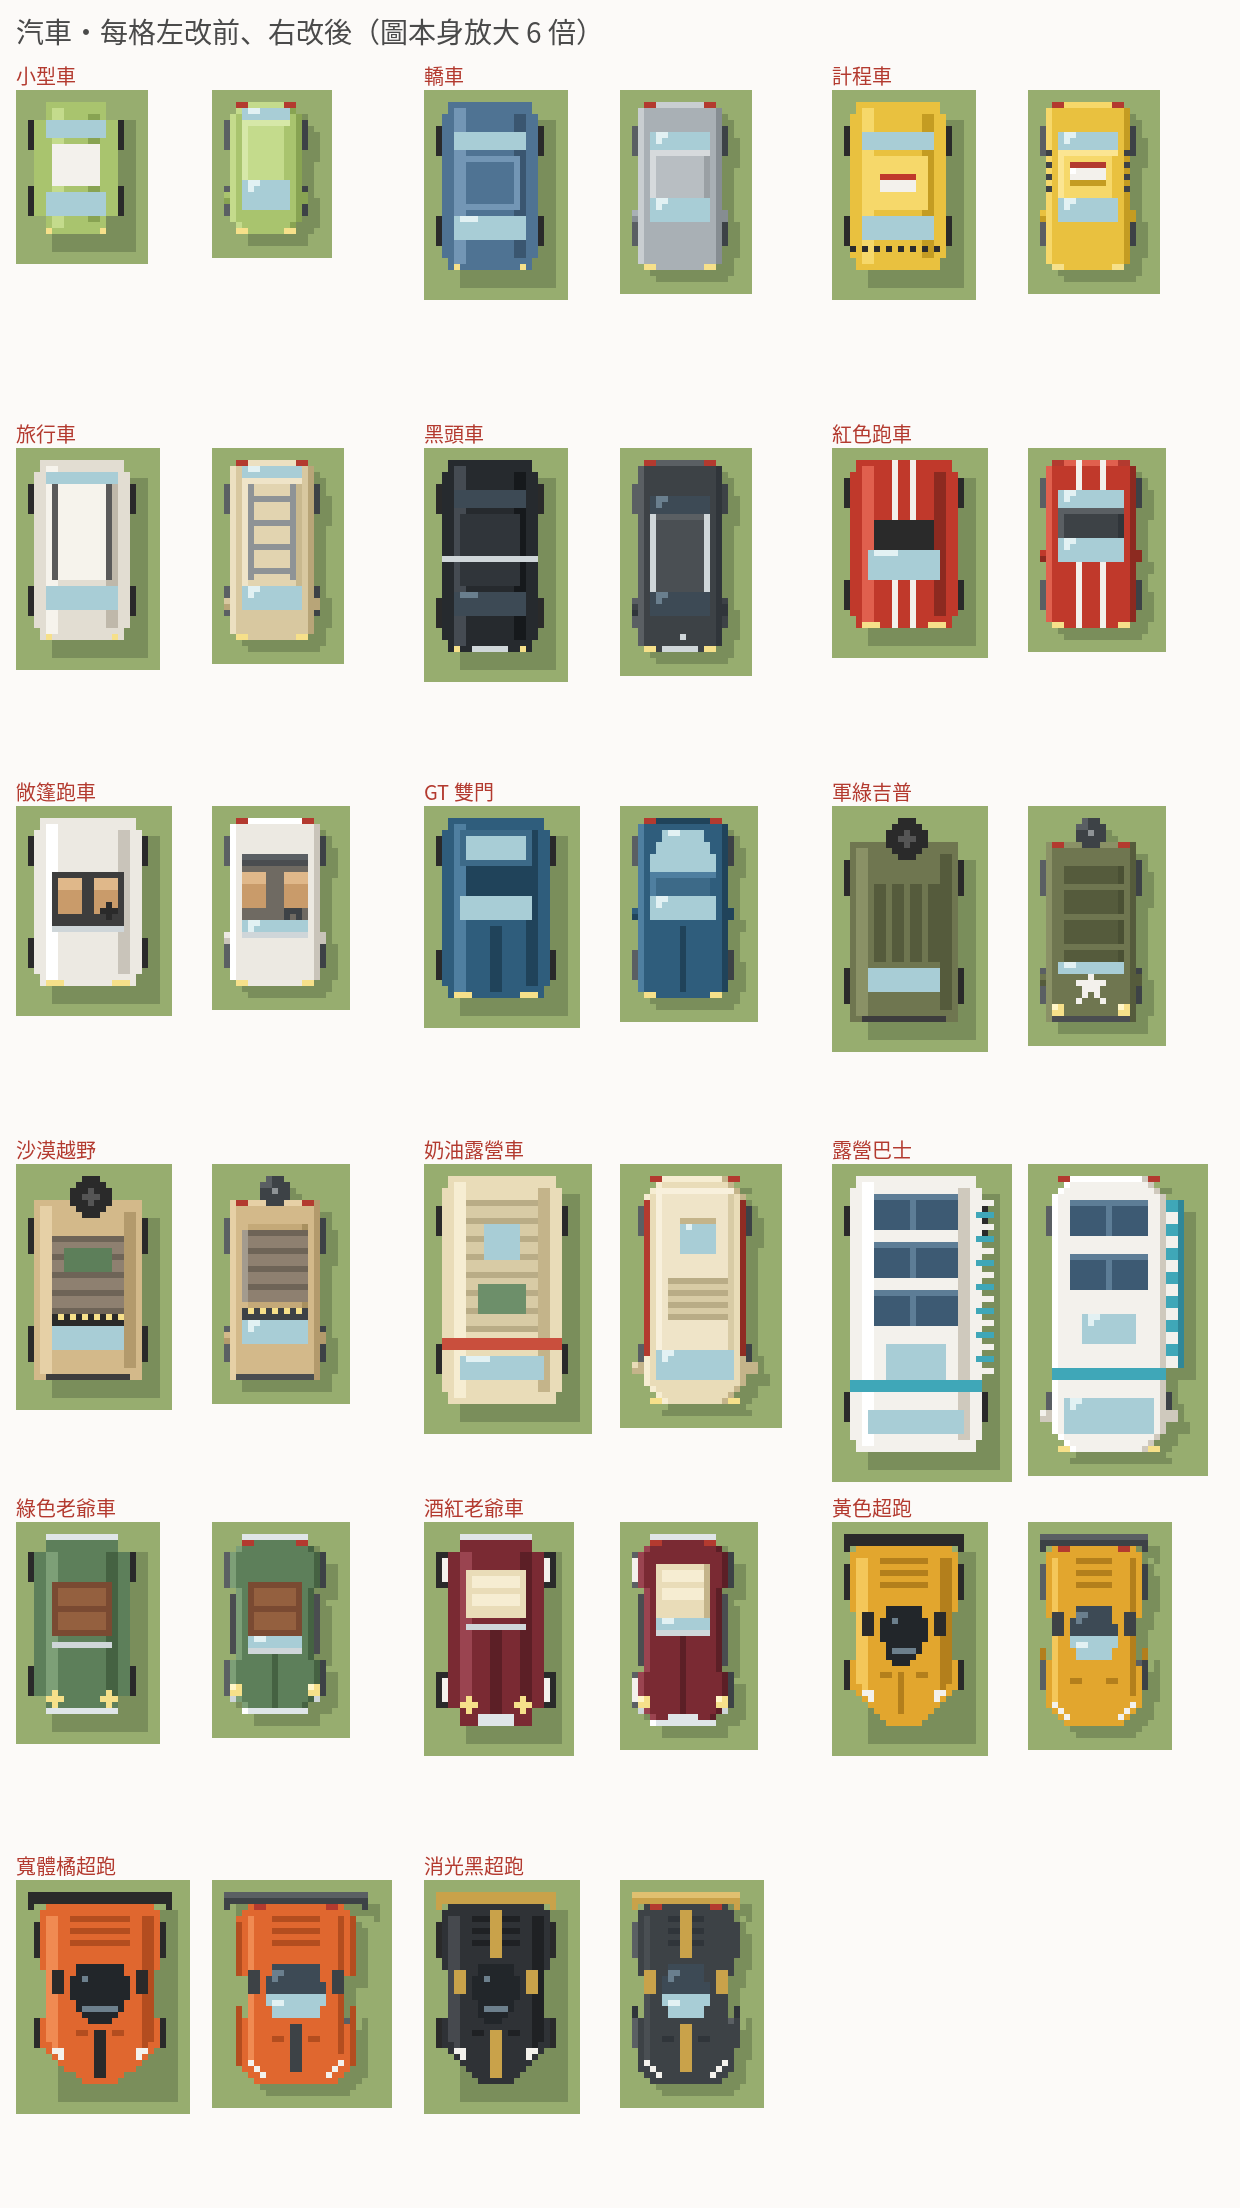 汽車・每格左改前、右改後（圖本身放大 6 倍）
小型車
轎車
計程車
旅行車
黑頭車
紅色跑車
敞篷跑車
GT 雙門
軍綠吉普
沙漠越野
奶油露營車
露營巴士
綠色老爺車
酒紅老爺車
黃色超跑
寬體橘超跑
消光黑超跑